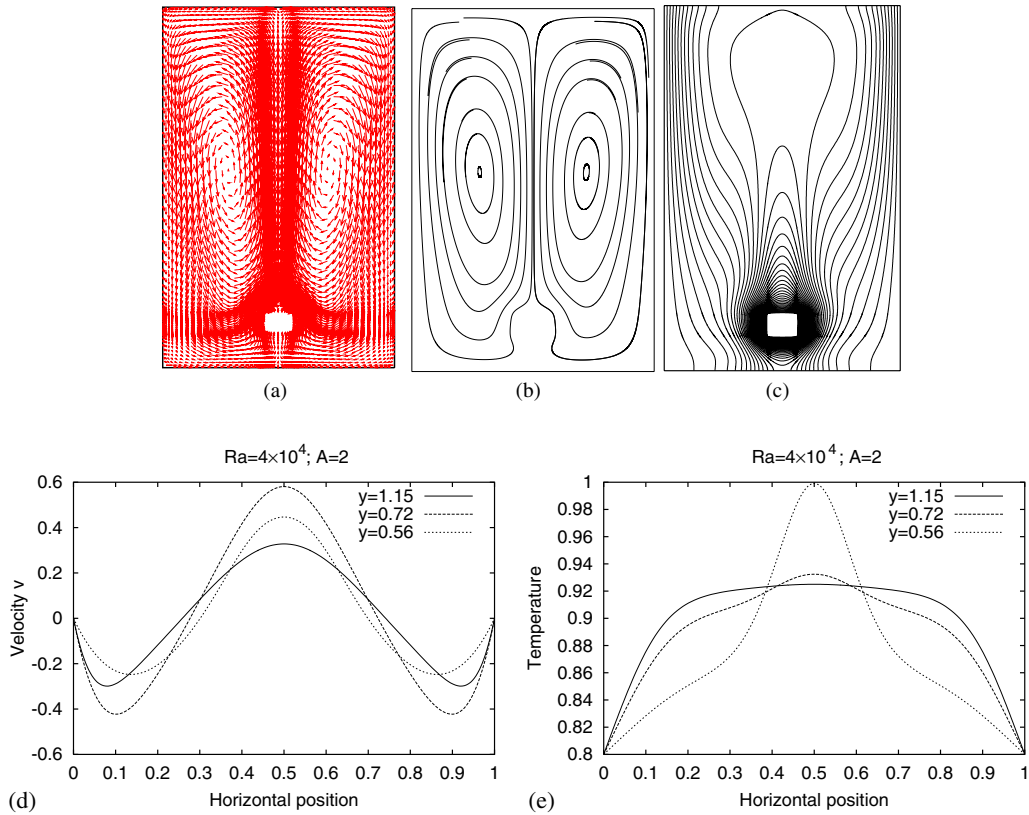 (a)
(b)
(c)
Ra=4×10⁴; A=2
0.6
0.4
0.2
0
-0.2
-0.4
-0.6
Velocity v
y=1.15
y=0.72
y=0.56
0 0.1 0.2 0.3 0.4 0.5 0.6 0.7 0.8 0.9 1
Horizontal position
(d)
Ra=4×10⁴; A=2
1
0.98
0.96
0.94
0.92
0.9
0.88
0.86
0.84
0.82
0.8
Temperature
y=1.15
y=0.72
y=0.56
0 0.1 0.2 0.3 0.4 0.5 0.6 0.7 0.8 0.9 1
Horizontal position
(e)